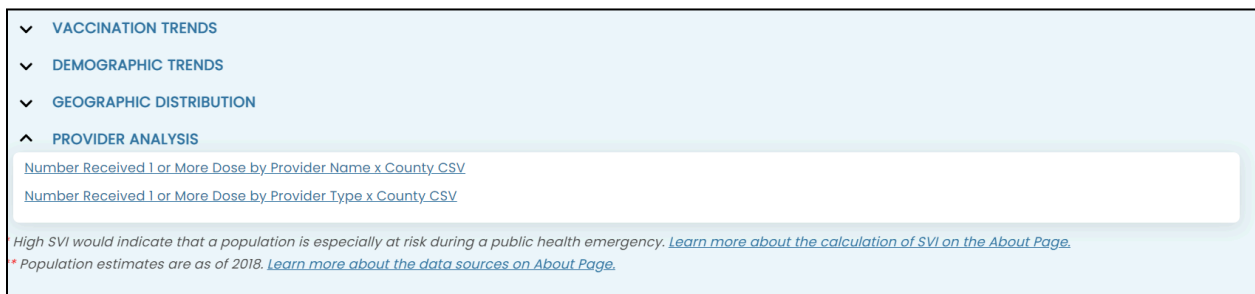 VACCINATION TRENDS
DEMOGRAPHIC TRENDS
GEOGRAPHIC DISTRIBUTION
PROVIDER ANALYSIS
Number Received 1 or More Dose by Provider Name x County CSV
Number Received 1 or More Dose by Provider Type x County CSV
* High SVI would indicate that a population is especially at risk during a public health emergency. Learn more about the calculation of SVI on the About Page.
** Population estimates are as of 2018. Learn more about the data sources on About Page.